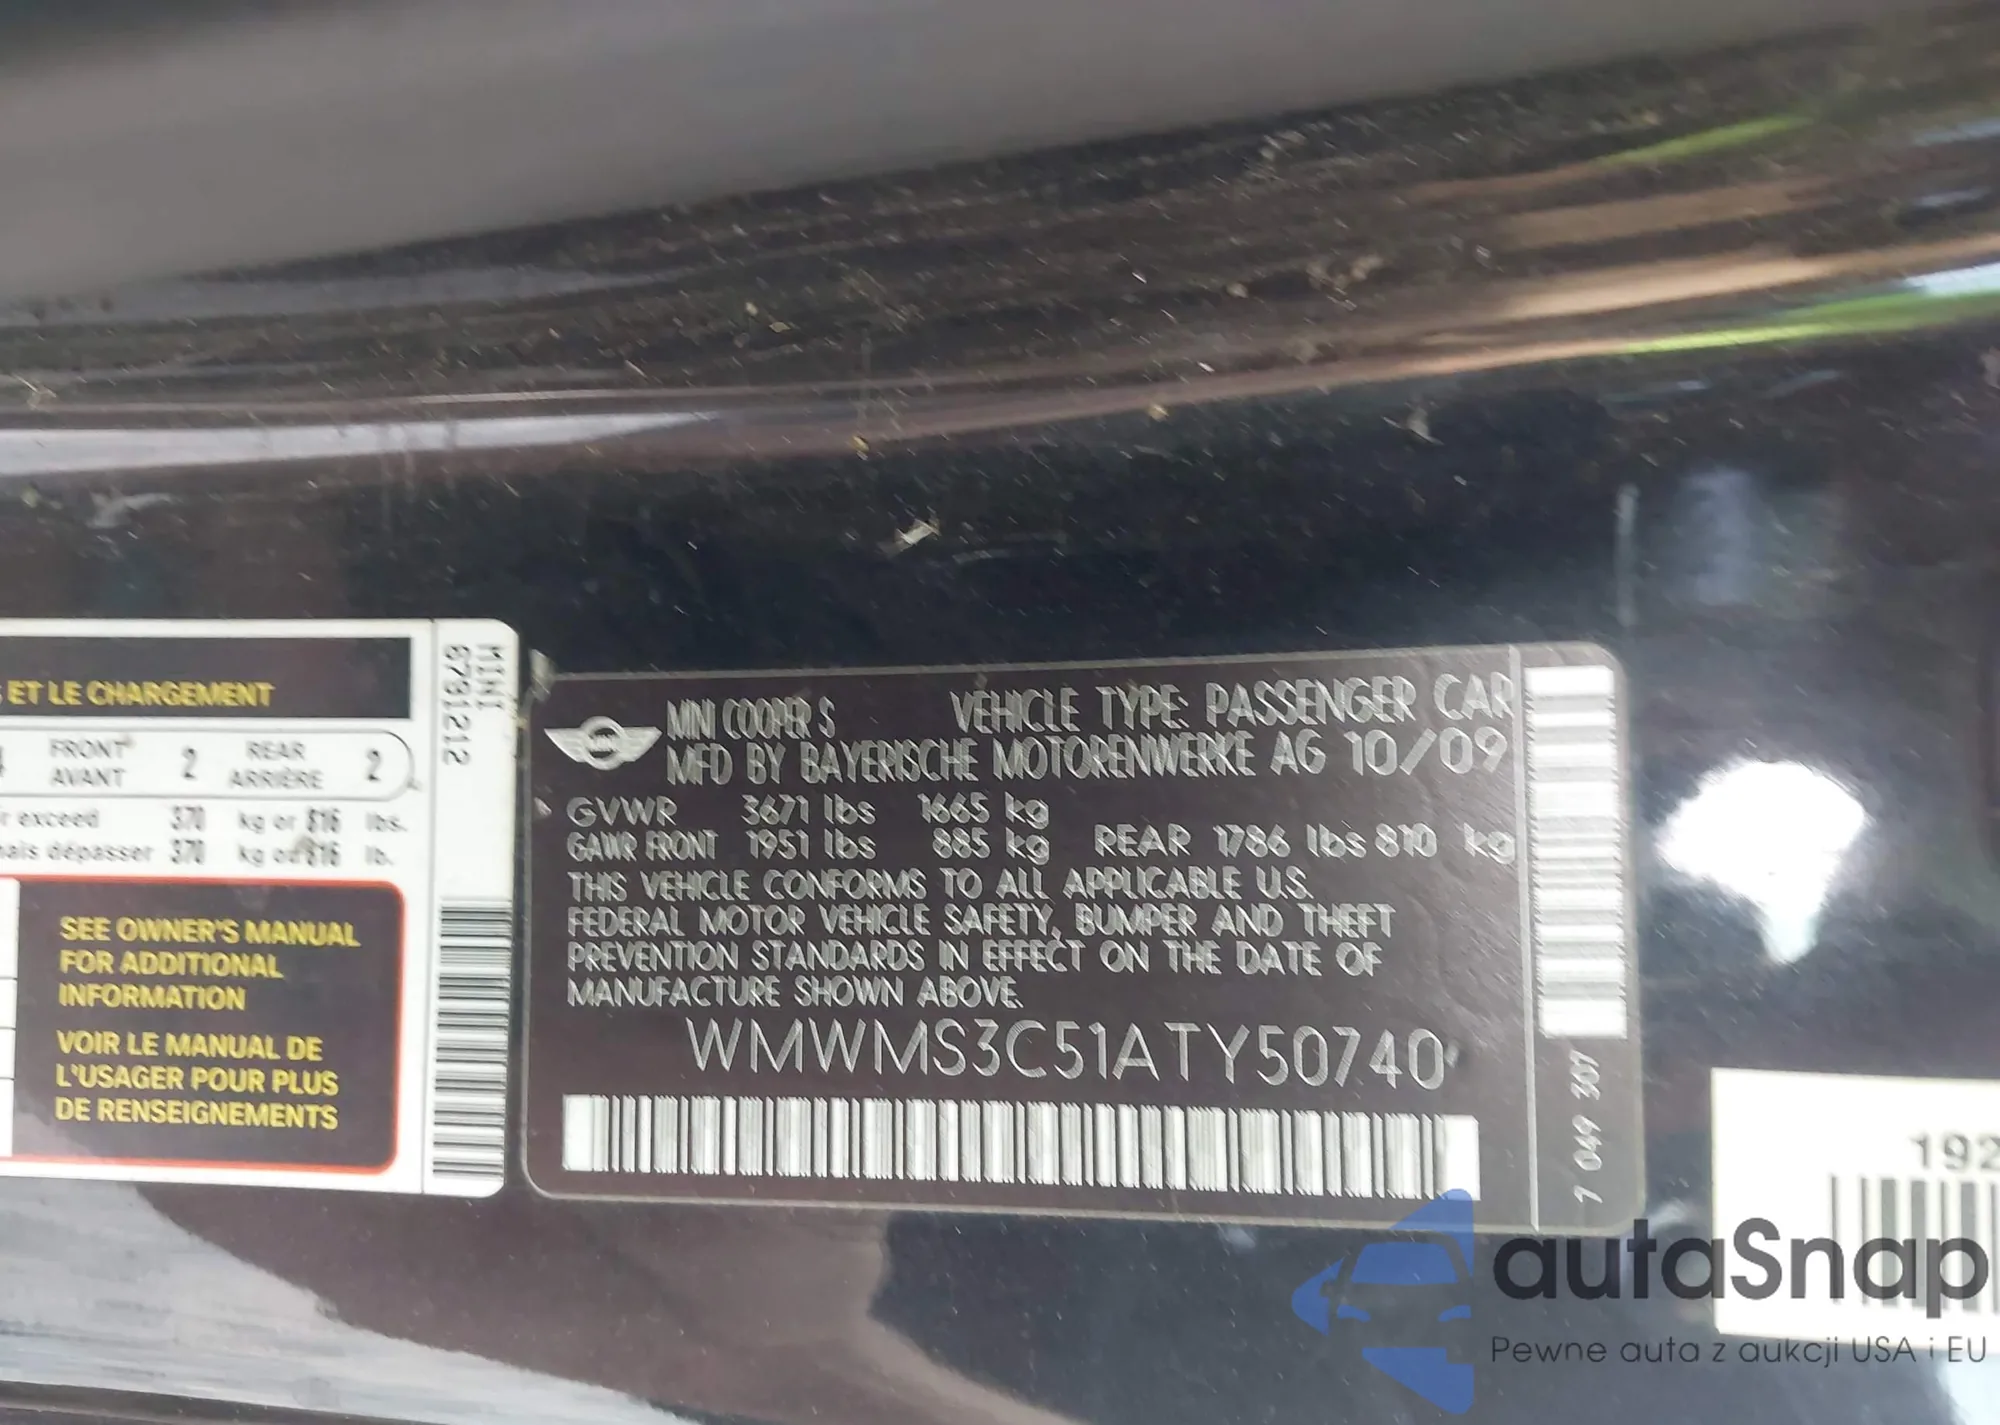 ET LE CHARGEMENT
FRONT 2 REAR 2
AVANT ARRIÈRE
exceed 370 kg or 816 lbs.
dépasser 370 kg 816 lb.
SEE OWNER'S MANUAL
FOR ADDITIONAL
INFORMATION
VOIR LE MANUAL DE
L'USAGER POUR PLUS
DE RENSEIGNEMENTS
MINI
6791212
MINI COOPER S VEHICLE TYPE: PASSENGER CAR
MFD BY BAYERISCHE MOTORENWERKE AG 10/09
GVWR 3671 lbs 1665 kg
GAWR FRONT 1951 lbs 885 kg REAR 1786 lbs 810 kg
THIS VEHICLE CONFORMS TO ALL APPLICABLE U.S.
FEDERAL MOTOR VEHICLE SAFETY, BUMPER AND THEFT
PREVENTION STANDARDS IN EFFECT ON THE DATE OF
MANUFACTURE SHOWN ABOVE.
WMWMS3C51ATY50740
7 049 307
192
autaSnap
Pewne auta z aukcji USA i EU